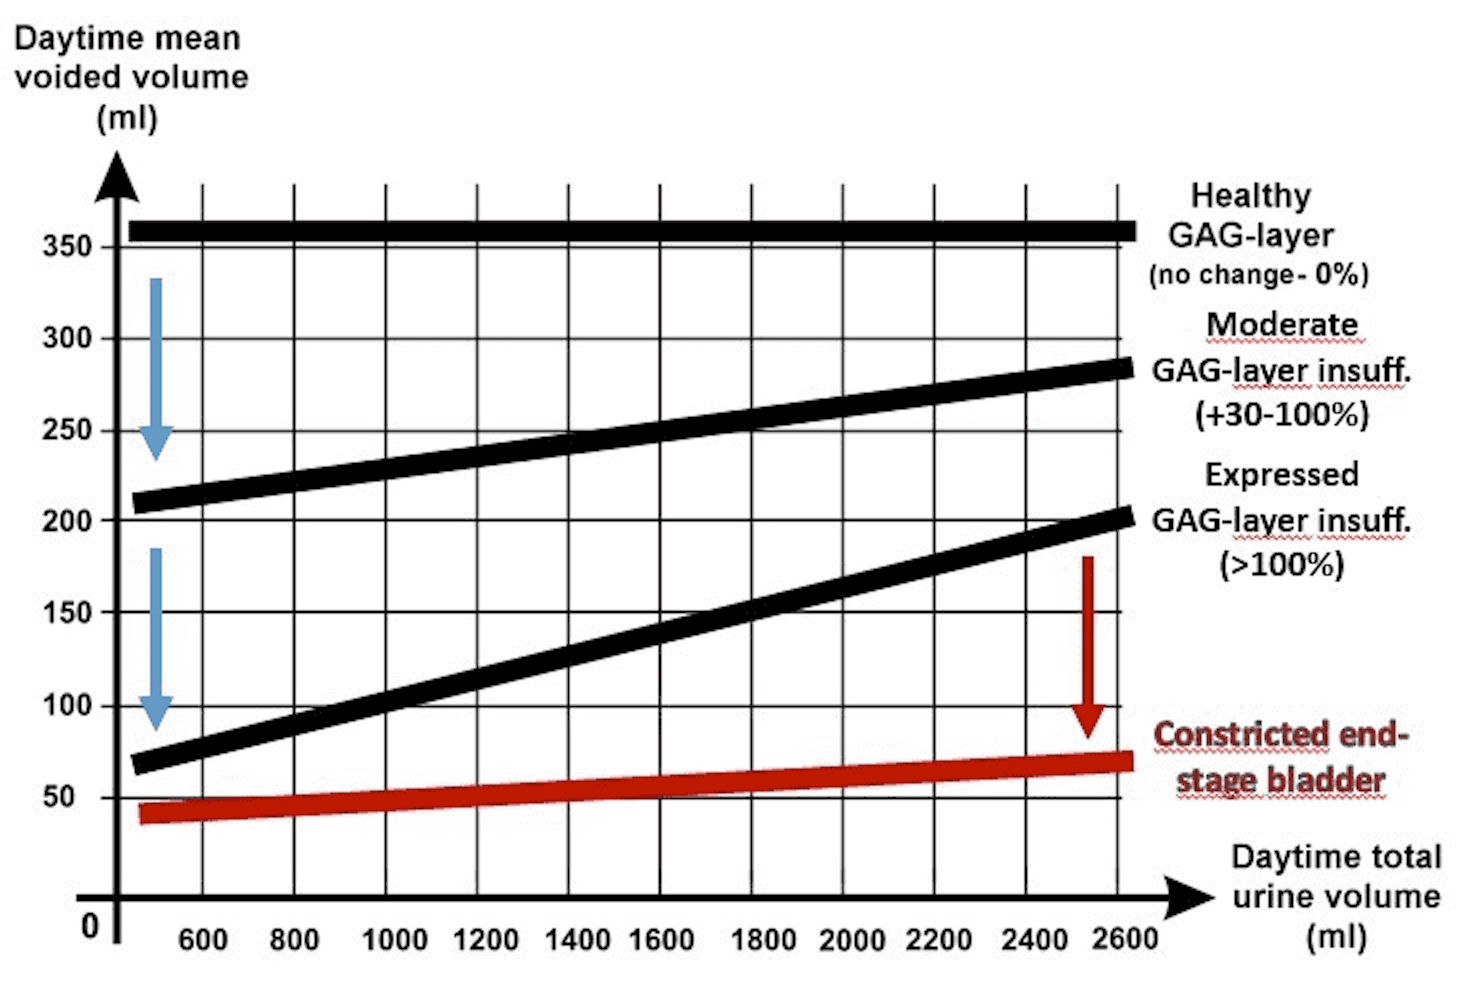 Daytime mean
voided volume
(ml)
350
300
250
200
150
100
50
0
600 800 1000 1200 1400 1600 1800 2000 2200 2400 2600
Healthy
GAG-layer
(no change- 0%)
Moderate
GAG-layer insuff.
(+30-100%)
Expressed
GAG-layer insuff.
(>100%)
Constricted end-
stage bladder
Daytime total
urine volume
(ml)